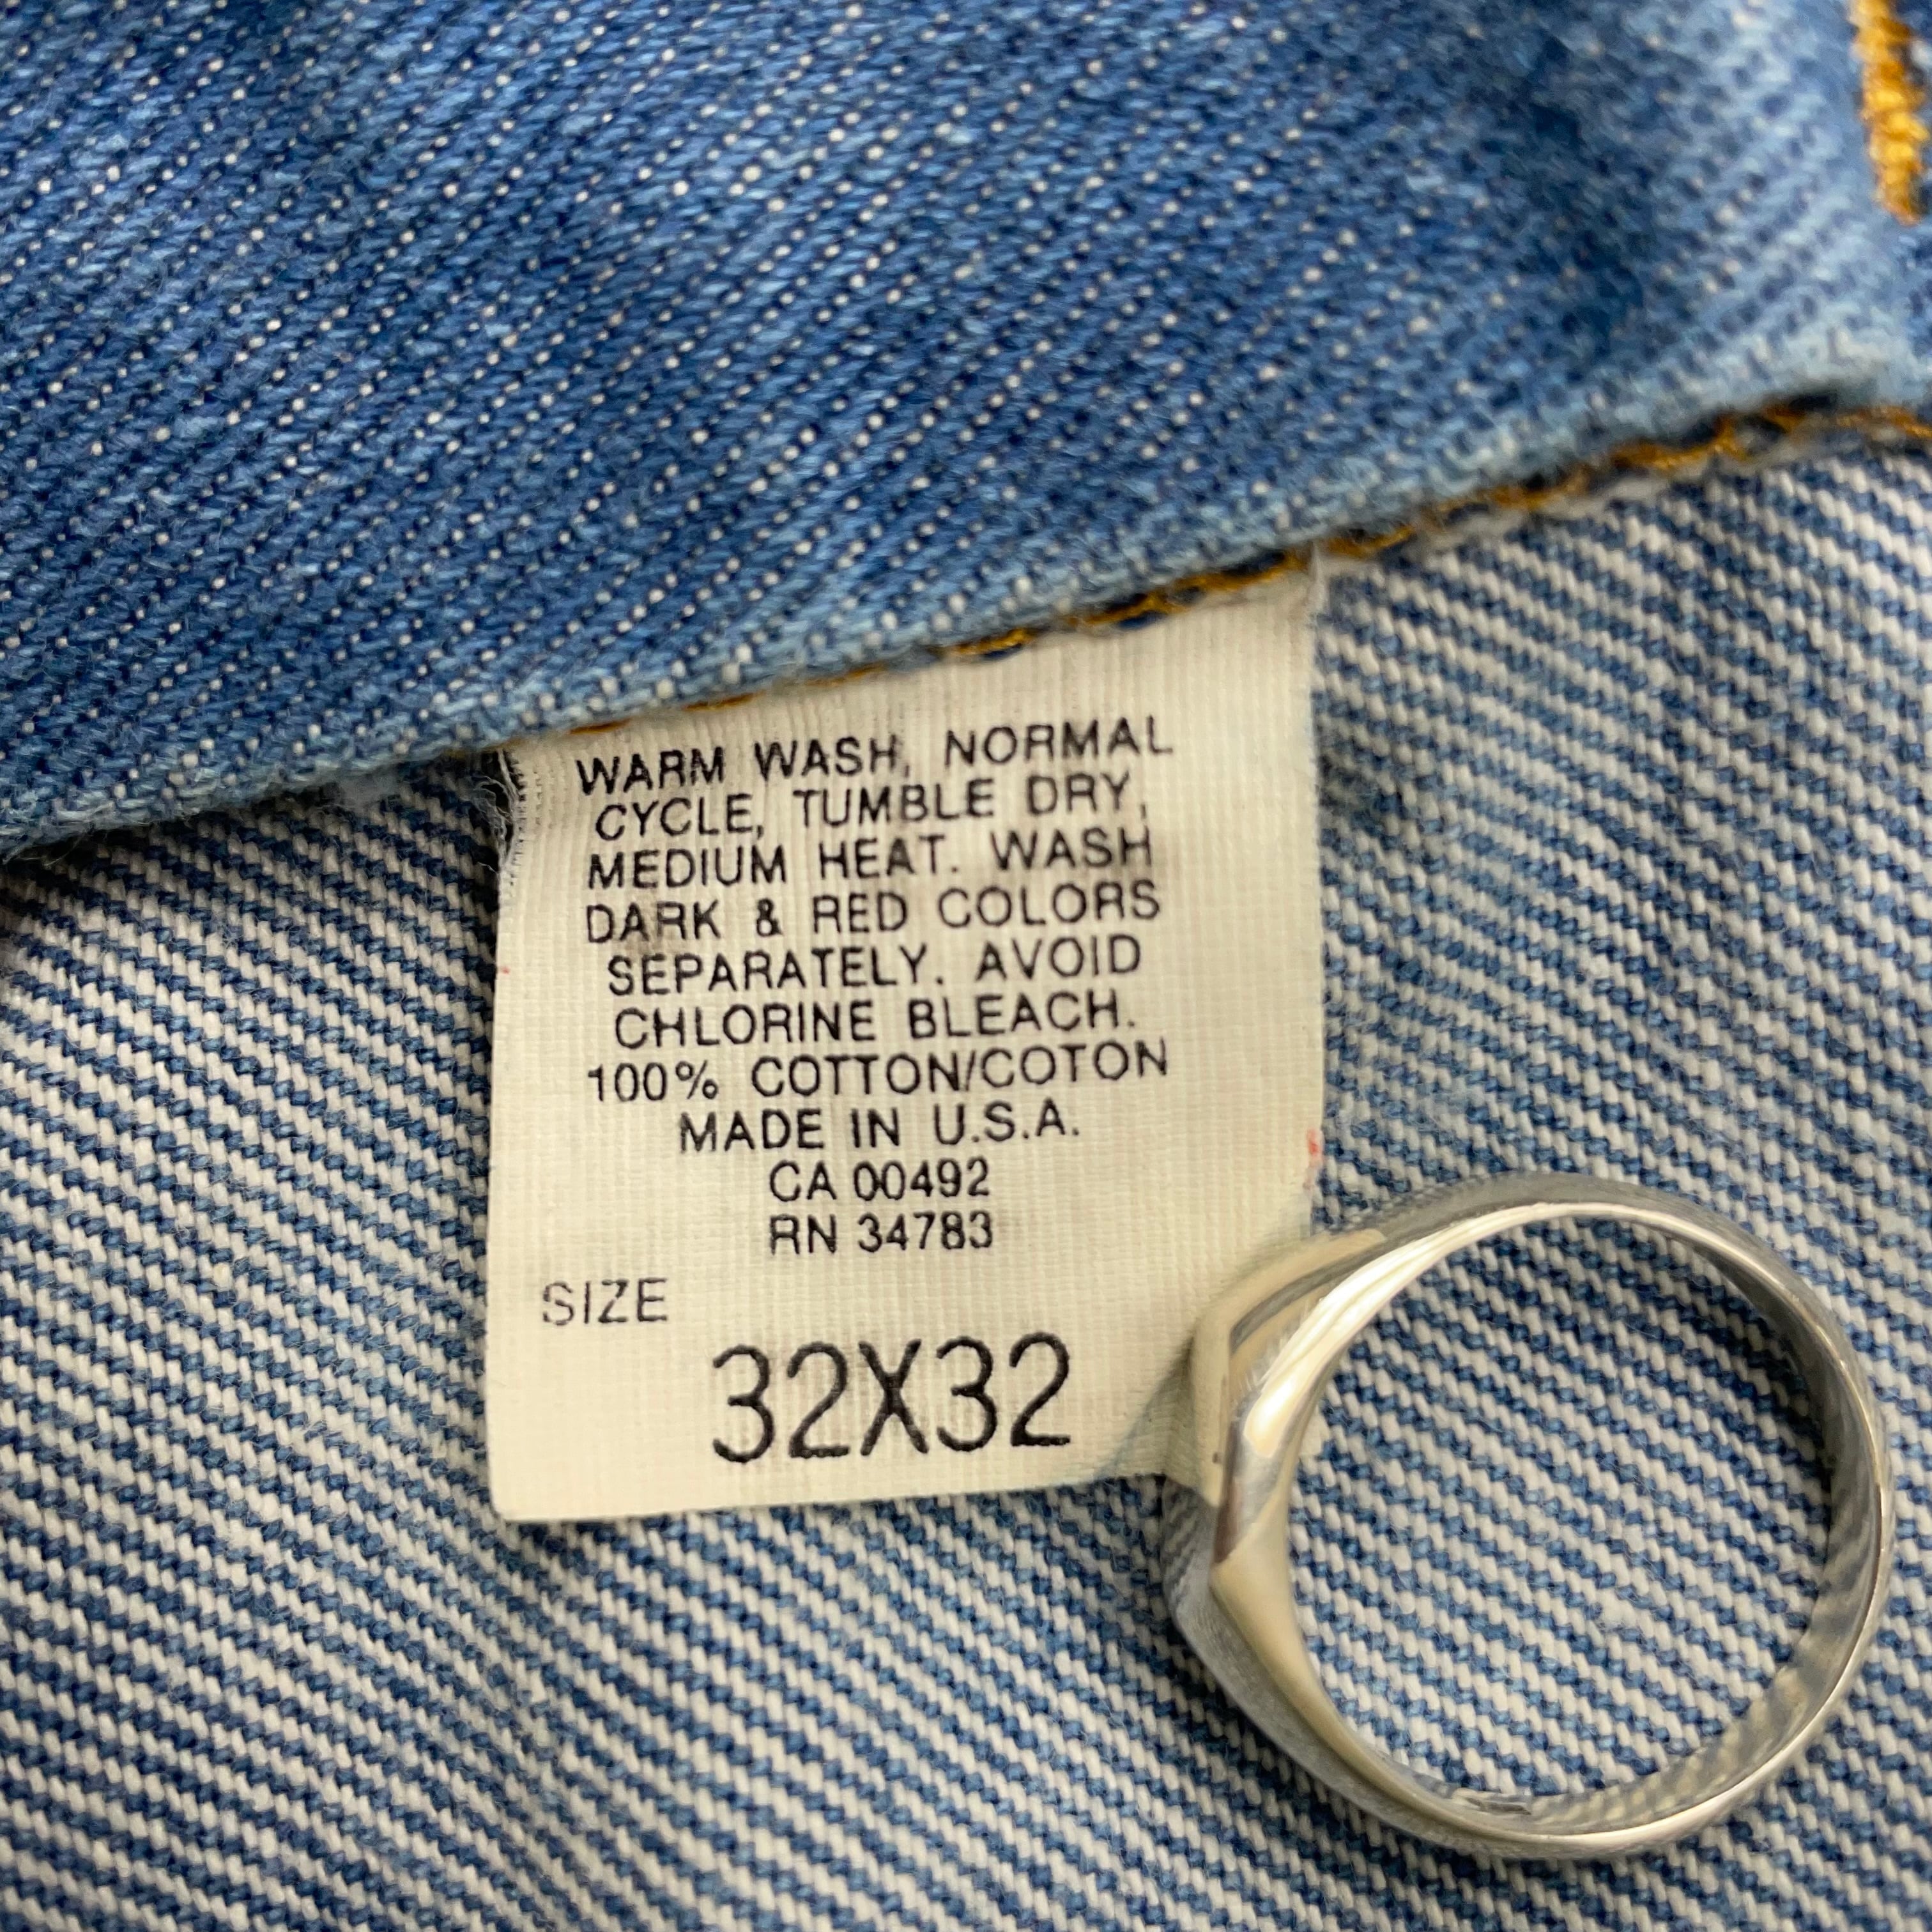 WARM WASH, NORMAL
CYCLE, TUMBLE DRY,
MEDIUM HEAT. WASH
DARK & RED COLORS
SEPARATELY. AVOID
CHLORINE BLEACH.
100% COTTON/COTON
MADE IN U.S.A.
CA 00492
RN 34783
SIZE
32X32